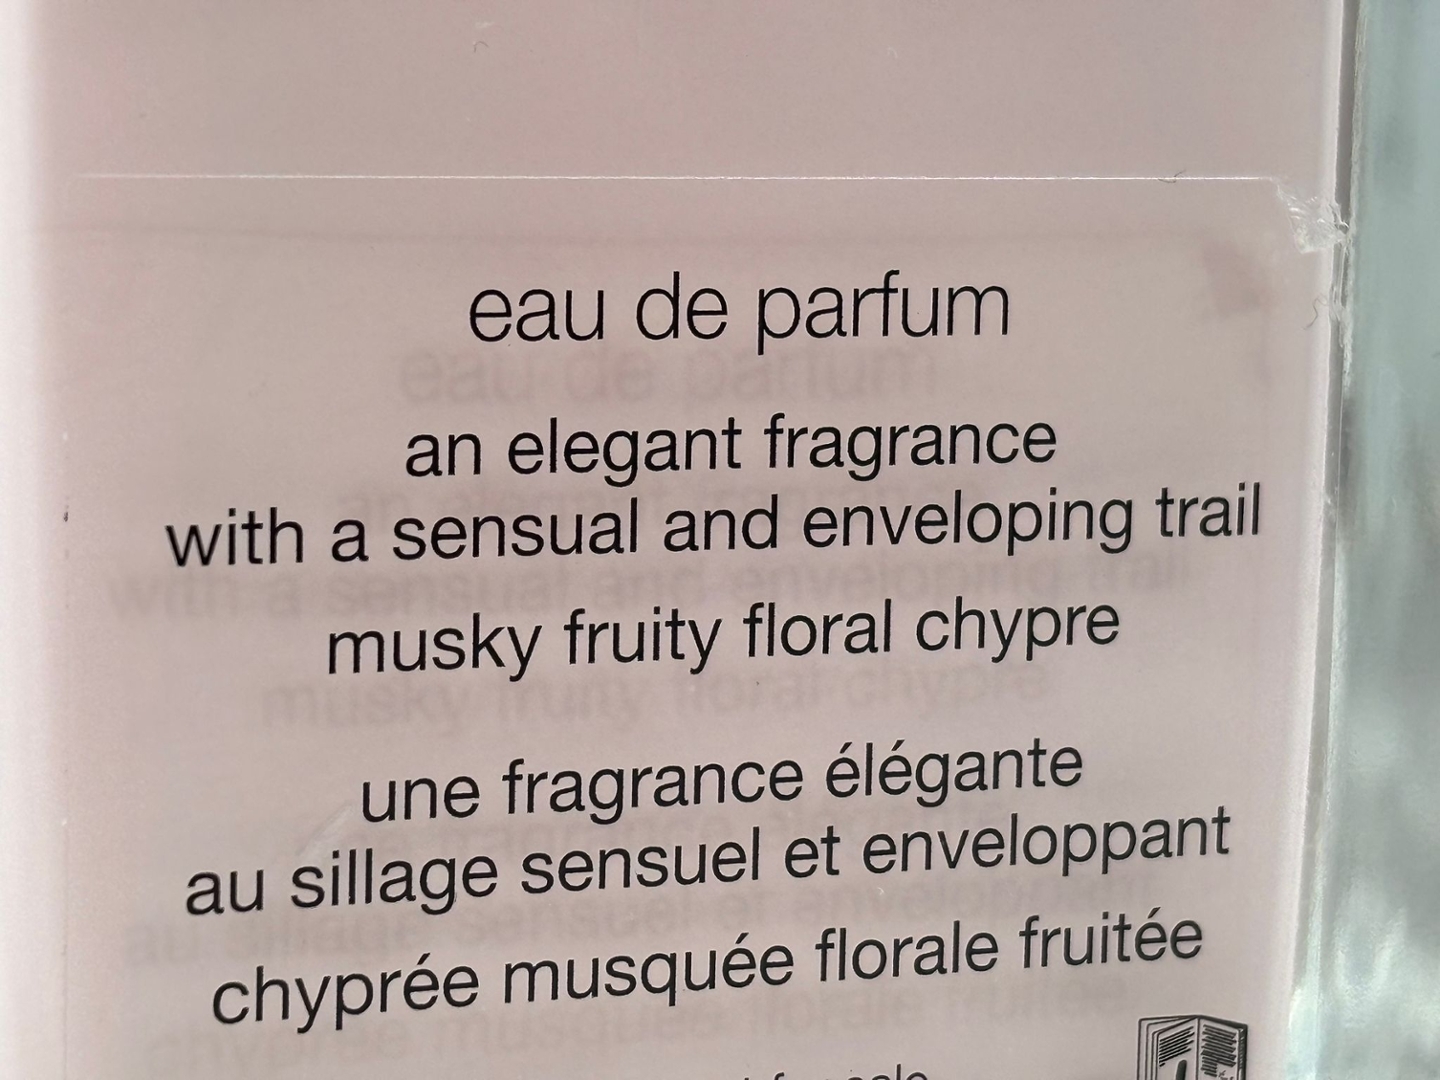 eau de parfum
an elegant fragrance
with a sensual and enveloping trail
musky fruity floral chypre
une fragrance élégante
au sillage sensuel et enveloppant
chyprée musquée florale fruitée